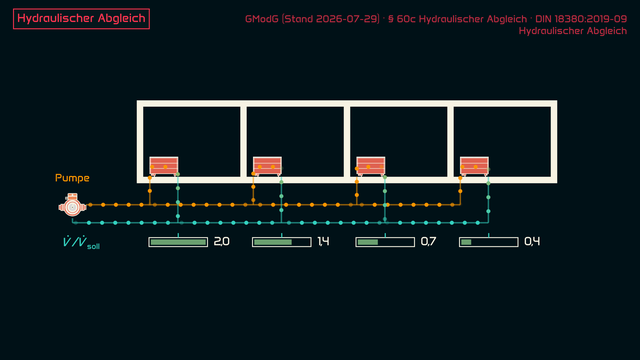 Hydraulischer Abgleich
GModG (Stand 2026-07-29) · § 60c Hydraulischer Abgleich · DIN 18380:2019-09
Hydraulischer Abgleich
Pumpe
V̇/V̇soll
2,0
1,4
0,7
0,4